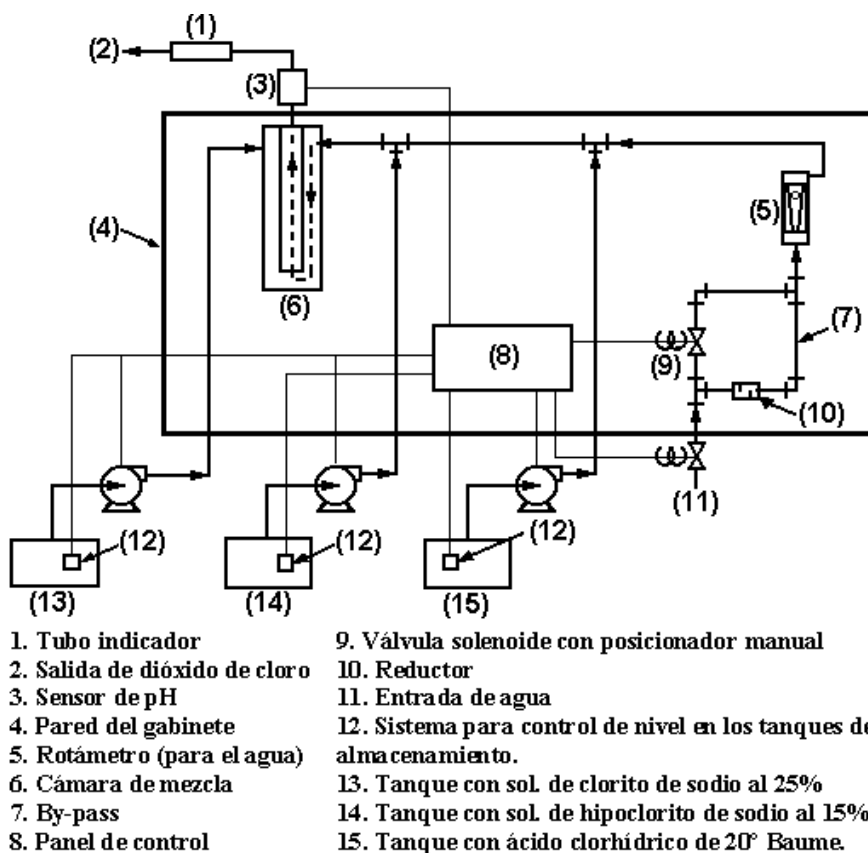 (1)
(2)
(3)
(4)
(5)
(6)
(7)
(8)
(9)
(10)
(11)
(12)
(12)
(12)
(13)
(14)
(15)
1. Tubo indicador
2. Salida de dióxido de cloro
3. Sensor de pH
4. Pared del gabinete
5. Rotámetro (para el agua)
6. Cámara de mezcla
7. By-pass
8. Panel de control
9. Válvula solenoide con posicionador manual
10. Reductor
11. Entrada de agua
12. Sistema para control de nivel en los tanques de
almacenamiento.
13. Tanque con sol. de clorito de sodio al 25%
14. Tanque con sol. de hipoclorito de sodio al 15%
15. Tanque con ácido clorhídrico de 20° Baume.